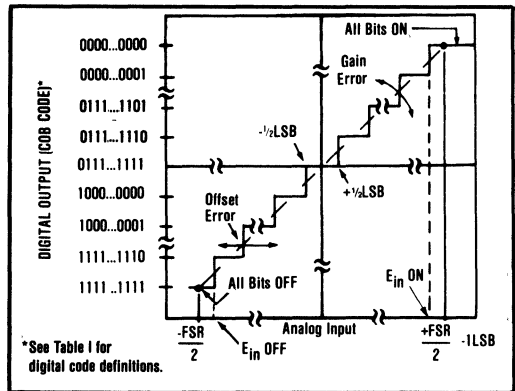 DIGITAL OUTPUT (COB CODE)*
0000...0000
0000...0001
0111...1101
0111...1110
0111...1111
1000...0000
1000...0001
1111...1110
1111..1111
All Bits ON
Gain
Error
-½LSB
+½LSB
Offset
Error
All Bits OFF
E in ON
Analog Input
-FSR
2
E in OFF
+FSR
2
-1LSB
*See Table I for
digital code definitions.